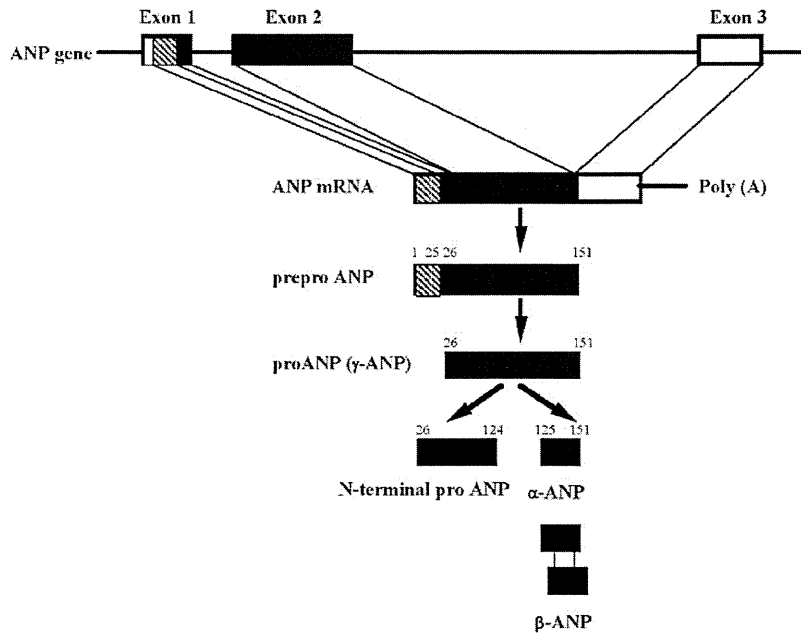 Exon 1 Exon 2 Exon 3
ANP gene
ANP mRNA Poly (A)
1 25 26 151
prepro ANP
26 151
proANP (γ-ANP)
26 124 125 151
N-terminal pro ANP α-ANP
β-ANP